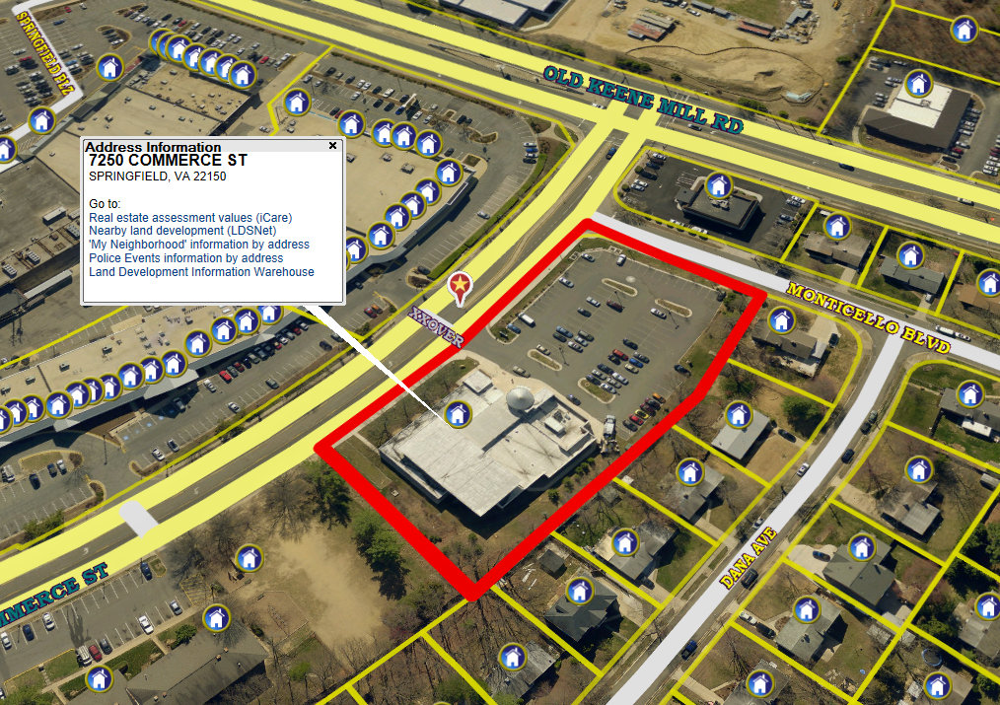 SPRINGFIELD PLZ
OLD KEENE MILL RD
Address Information
x
7250 COMMERCE ST
SPRINGFIELD, VA 22150
Go to:
Real estate assessment values (iCare)
Nearby land development (LDSNet)
'My Neighborhood' information by address
Police Events information by address
Land Development Information Warehouse
MONTICELLO BLVD
XXOVER
DANA AVE
MMERCE ST